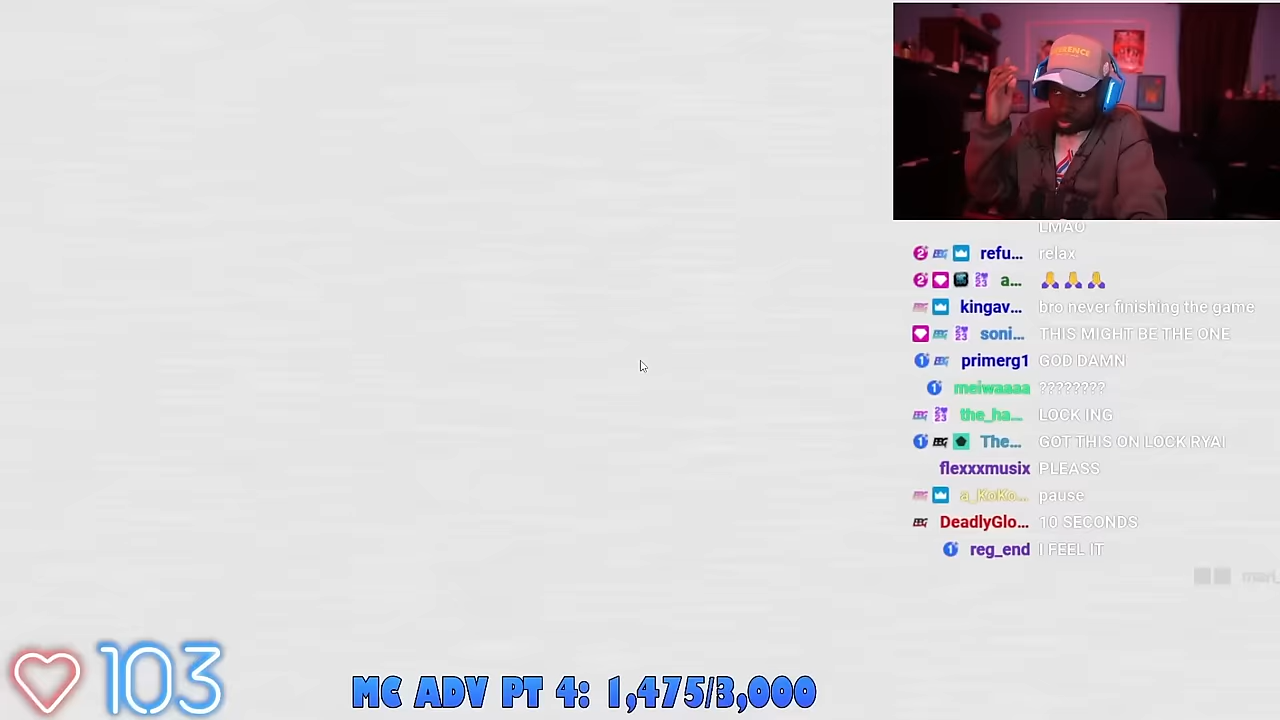 LMAO
refu... relax
a... 🙏 🙏 🙏
kingav... bro never finishing the game
soni... THIS MIGHT BE THE ONE
primerg1 GOD DAMN
meiwaaaa ????????
the_ha... LOCK ING
The... GOT THIS ON LOCK RYAI
flexxxmusix PLEASS
a_KoKo... pause
DeadlyGlo... 10 SECONDS
reg_end I FEEL IT
103
MC ADV PT 4: 1,475/3,000